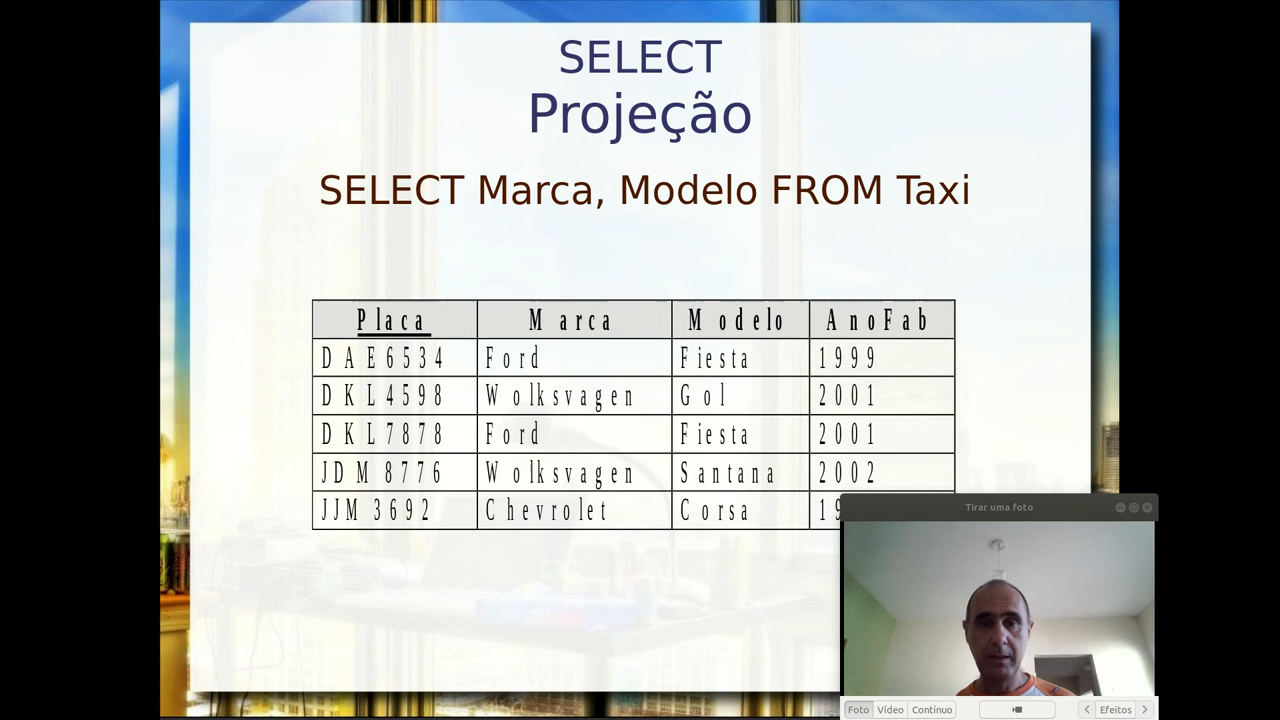 SELECT
Projeção
SELECT Marca, Modelo FROM Taxi
Placa Marca Modelo AnoFab
DAE6534 Ford Fiesta 1999
DKL4598 Wolksvagen Gol 2001
DKL7878 Ford Fiesta 2001
JDM8776 Wolksvagen Santana 2002
JJM3692 Chevrolet Corsa
Tirar uma foto
Foto Vídeo Contínuo Efeitos